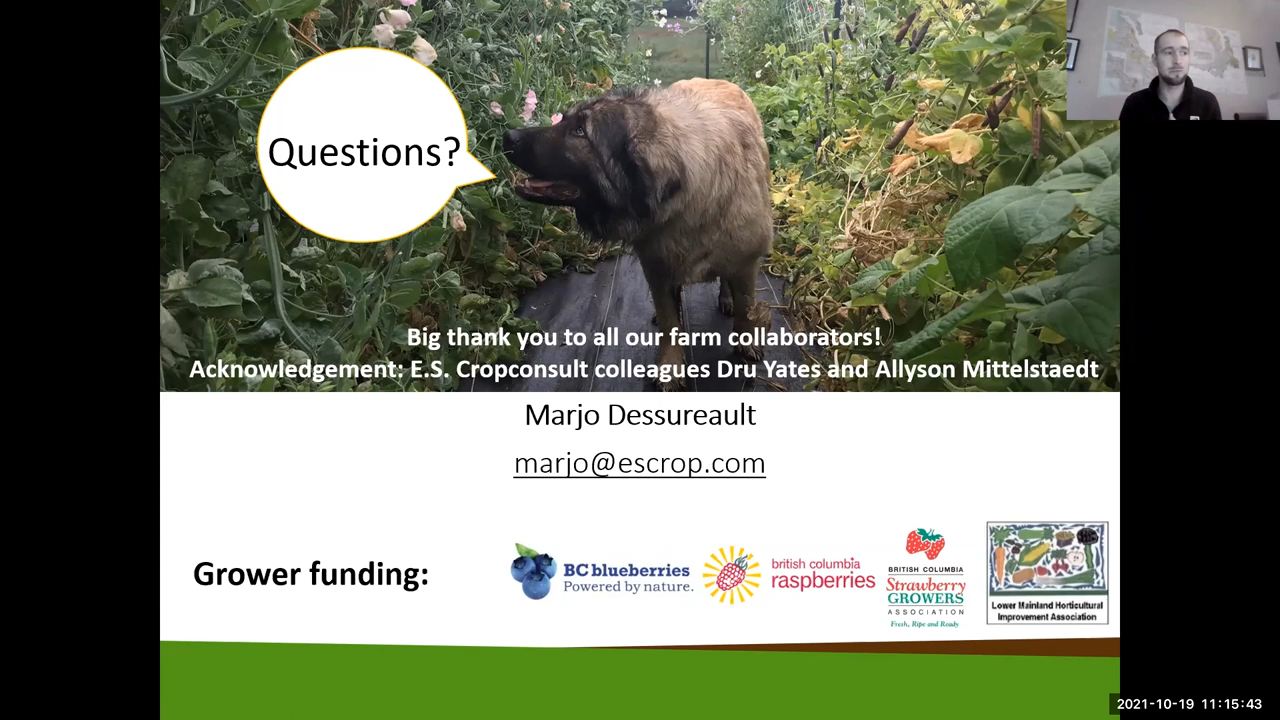 Questions?
Big thank you to all our farm collaborators!
Acknowledgement: E.S. Cropconsult colleagues Dru Yates and Allyson Mittelstaedt
Marjo Dessureault
marjo@escrop.com
Grower funding:
BC blueberries
Powered by nature.
british columbia
raspberries
BRITISH COLUMBIA
Strawberry
GROWERS
ASSOCIATION
Fresh, Ripe and Ready
Lower Mainland Horticultural
Improvement Association
2021-10-19 11:15:43